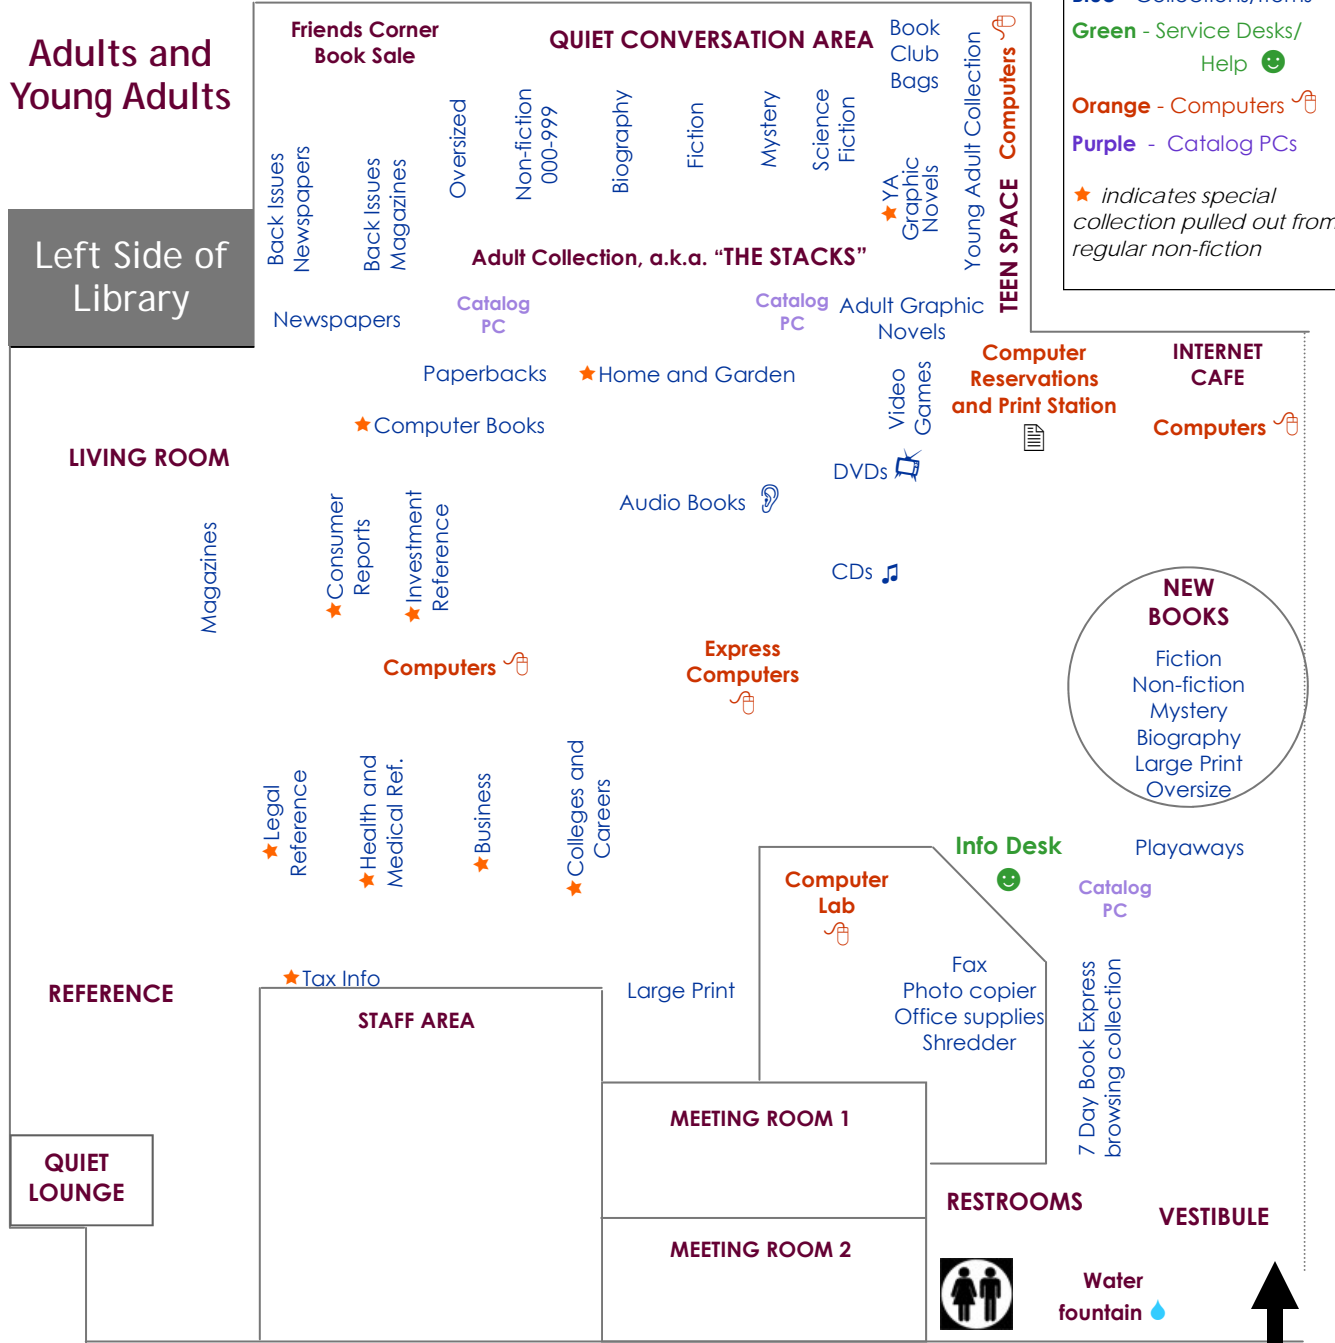 Adults and
Young Adults
Left Side of
Library
Friends Corner
Book Sale
QUIET CONVERSATION AREA
Book
Club
Bags
Computers
TEEN SPACE
Young Adult Collection
Back Issues
Newspapers
Back Issues
Magazines
Oversized
Non-fiction
000-999
Biography
Fiction
Mystery
Science
Fiction
YA
Graphic
Novels
Adult Collection, a.k.a. “THE STACKS”
Green - Service Desks/
Help
Orange - Computers
Purple - Catalog PCs
indicates special
collection pulled out from
regular non-fiction
Newspapers
Catalog
PC
Catalog
PC
Adult Graphic
Novels
Paperbacks
Home and Garden
Video
Games
Computer
Reservations
and Print Station
INTERNET
CAFE
Computers
Computer Books
LIVING ROOM
DVDs
Audio Books
Magazines
Consumer
Reports
Investment
Reference
CDs
NEW
BOOKS
Fiction
Non-fiction
Mystery
Biography
Large Print
Oversize
Computers
Express
Computers
Legal
Reference
Health and
Medical Ref.
Business
Colleges and
Careers
Info Desk
Playaways
Computer
Lab
Catalog
PC
Fax
Photo copier
Office supplies
Shredder
7 Day Book Express
browsing collection
REFERENCE
Tax Info
STAFF AREA
Large Print
MEETING ROOM 1
QUIET
LOUNGE
RESTROOMS
VESTIBULE
MEETING ROOM 2
Water
fountain